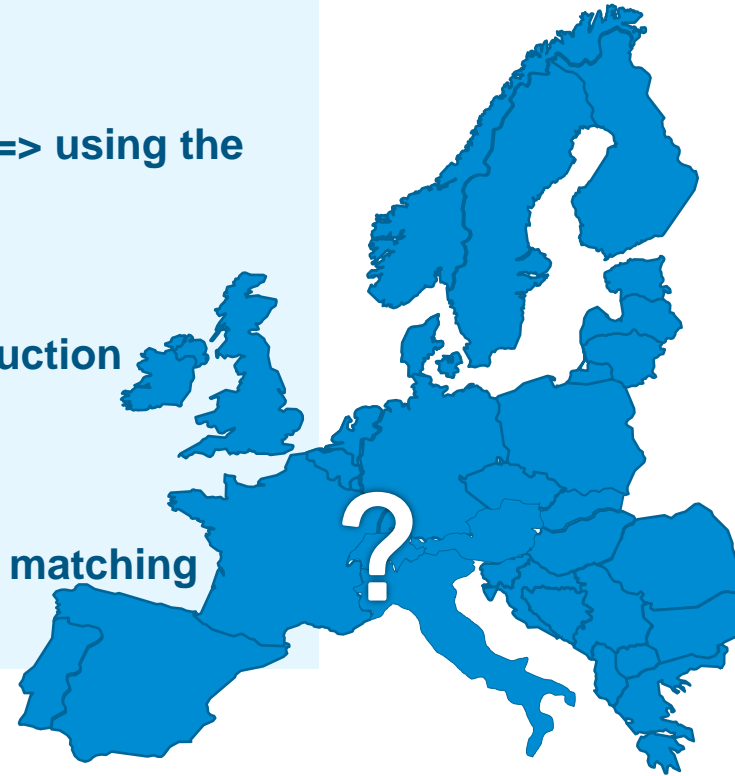 => using the
uction
matching
?